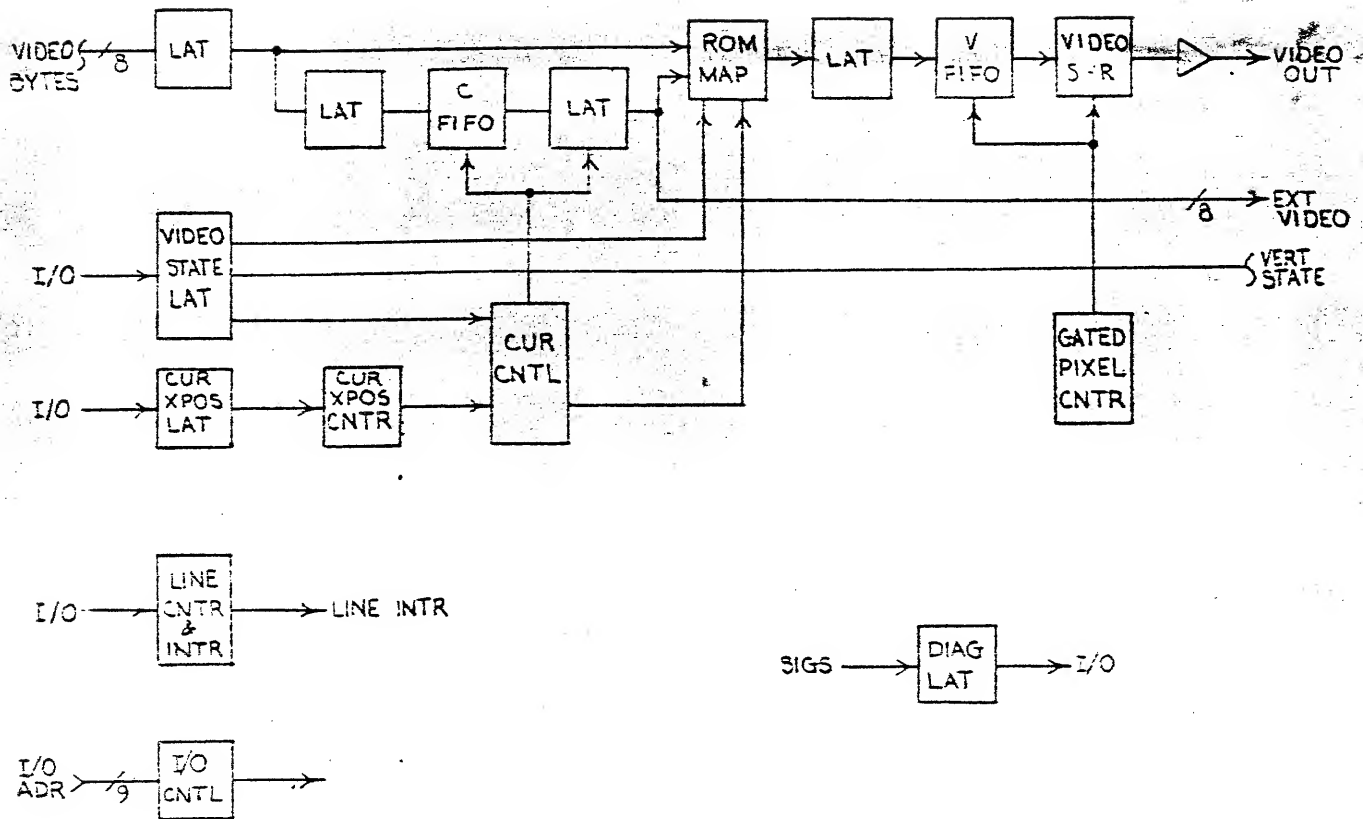 VIDEO
BYTES
8
LAT
LAT
C
FIFO
LAT
ROM
MAP
LAT
V
FIFO
VIDEO
S-R
VIDEO
OUT
8
EXT
VIDEO
I/O
VIDEO
STATE
LAT
VERT
STATE
I/O
CUR
XPOS
LAT
CUR
XPOS
CNTR
CUR
CNTL
GATED
PIXEL
CNTR
I/O
LINE
CNTR
&
INTR
LINE INTR
SIGS
DIAG
LAT
I/O
I/O
ADR
9
I/O
CNTL